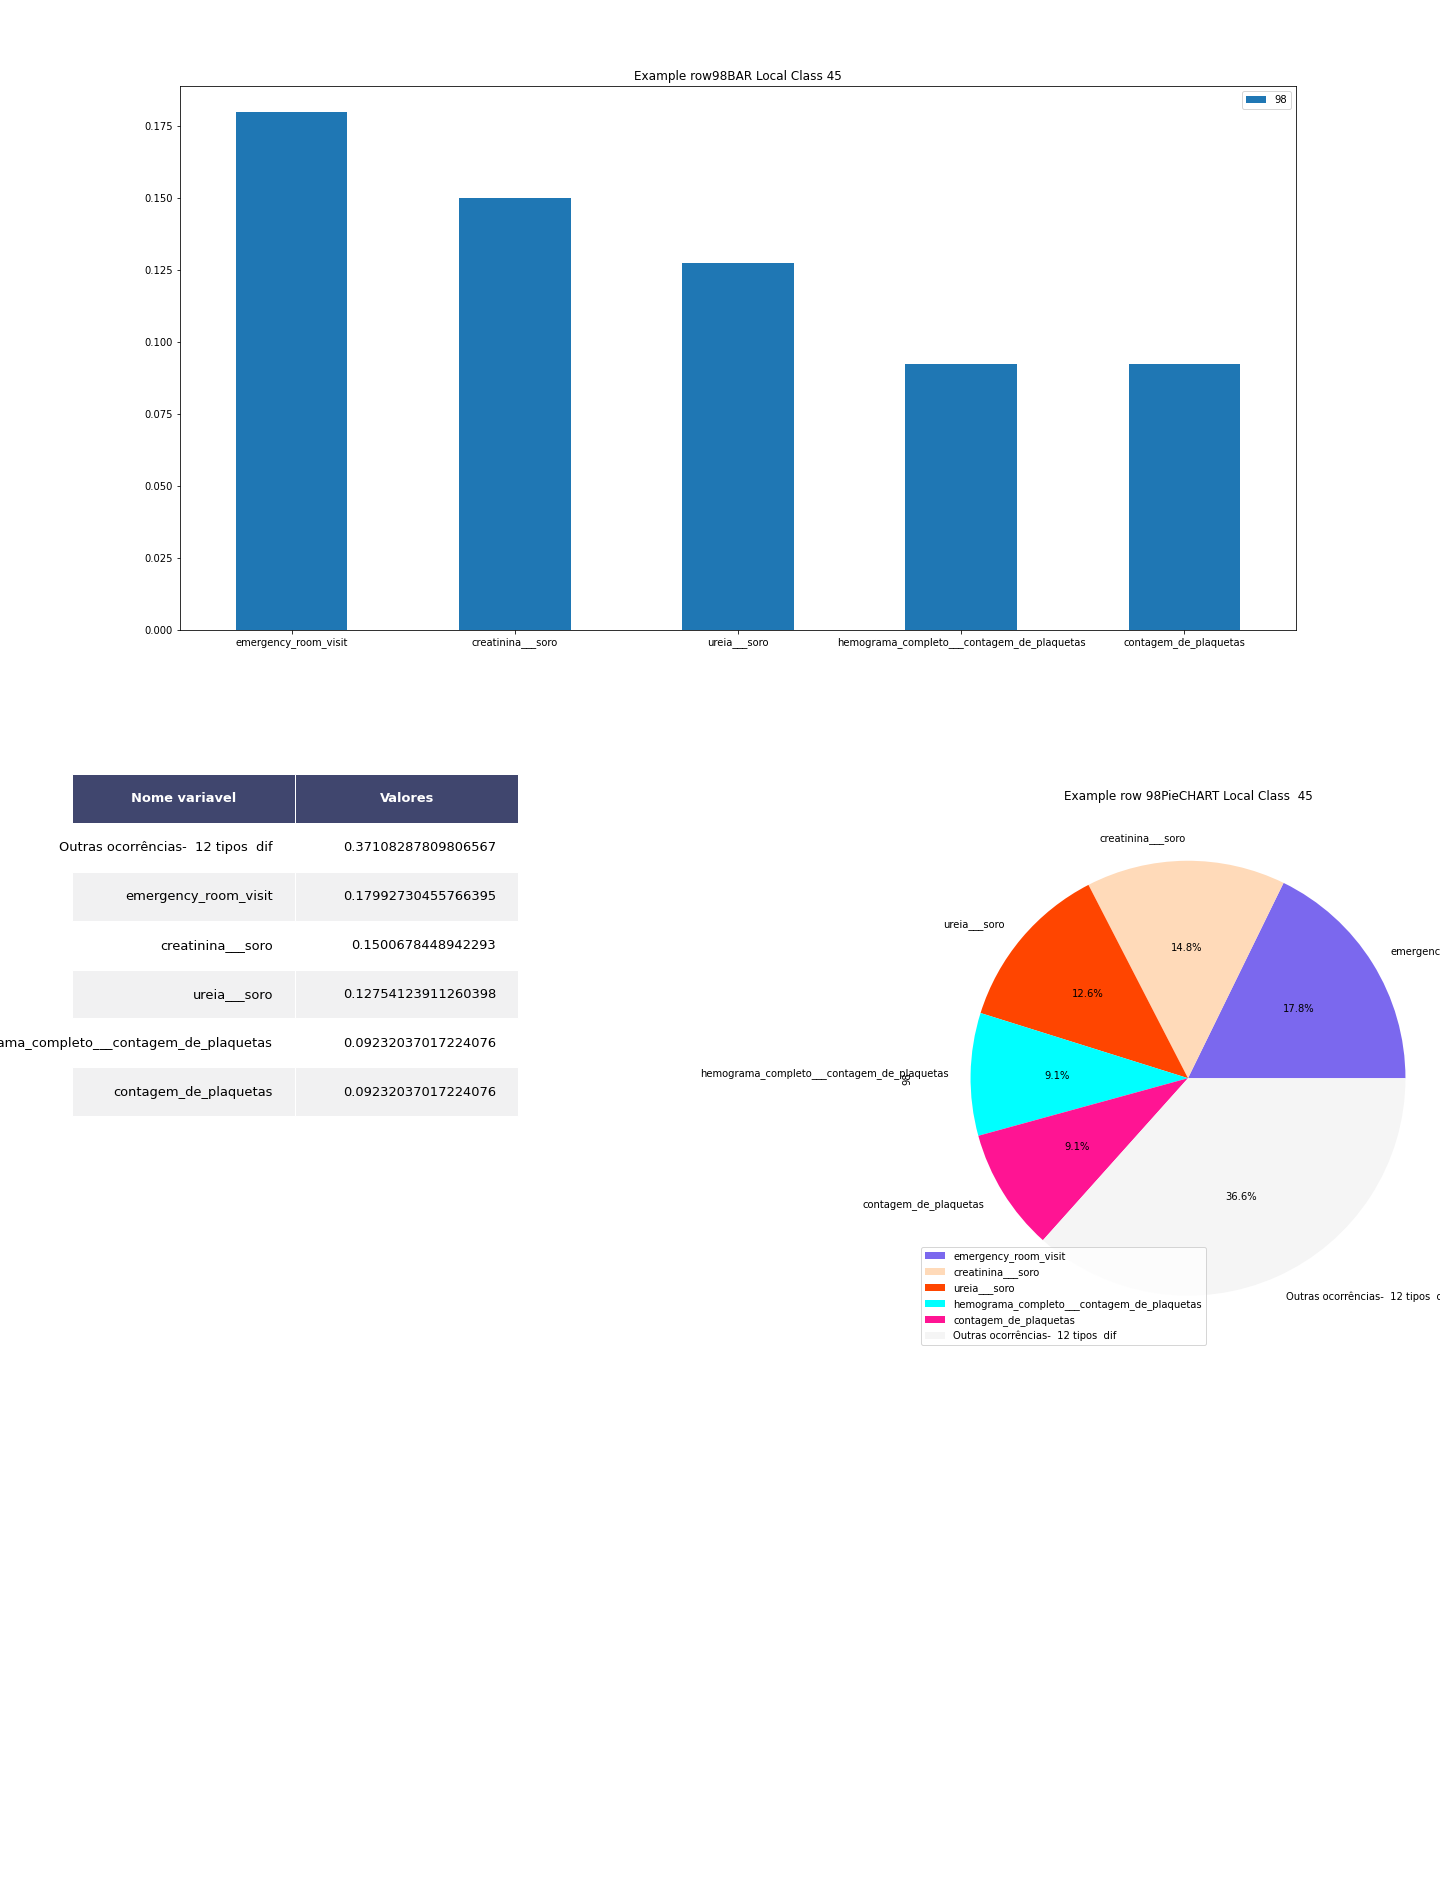 Example row98BAR Local Class 45
98
0.175
0.150
0.125
0.100
0.075
0.050
0.025
0.000
emergency_room_visit
creatinina___soro
ureia___soro
hemograma_completo___contagem_de_plaquetas
contagem_de_plaquetas
Nome variavel Valores
Outras ocorrências- 12 tipos dif 0.37108287809806567
emergency_room_visit 0.17992730455766395
creatinina___soro 0.1500678448942293
ureia___soro 0.12754123911260398
ama_completo___contagem_de_plaquetas 0.09232037017224076
contagem_de_plaquetas 0.09232037017224076
Example row 98PieCHART Local Class 45
creatinina___soro
ureia___soro
emergenc
14.8%
12.6%
17.8%
hemograma_completo___contagem_de_plaquetas
98
9.1%
9.1%
contagem_de_plaquetas
36.6%
Outras ocorrências- 12 tipos
emergency_room_visit
creatinina___soro
ureia___soro
hemograma_completo___contagem_de_plaquetas
contagem_de_plaquetas
Outras ocorrências- 12 tipos dif